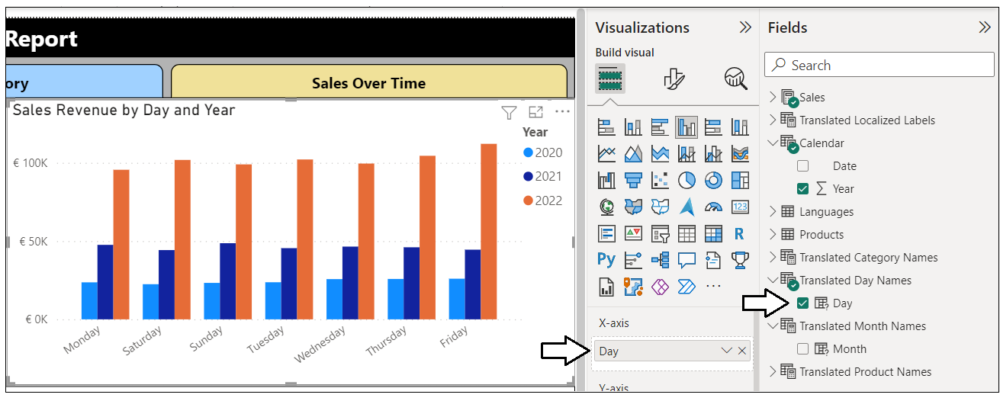 Report
ory
Sales Over Time
Sales Revenue by Day and Year
Year
2020
2021
2022
€ 100K
€ 50K
€ 0K
Monday
Saturday
Sunday
Tuesday
Wednesday
Thursday
Friday
Visualizations
Build visual
123
R
Py
X-axis
Day
Y-axis
Fields
Search
Sales
Translated Localized Labels
Calendar
Date
Year
Languages
Products
Translated Category Names
Translated Day Names
Day
Translated Month Names
Month
Translated Product Names